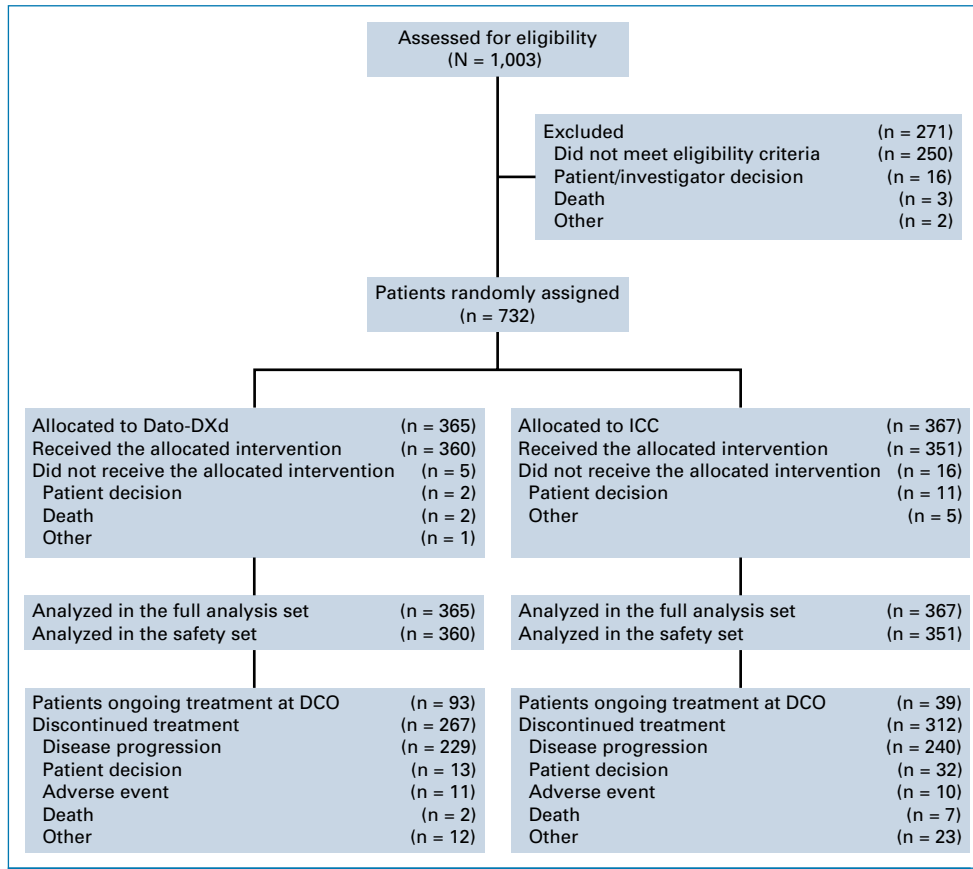 Assessed for eligibility
(N = 1,003)
Excluded (n = 271)
Did not meet eligibility criteria (n = 250)
Patient/investigator decision (n = 16)
Death (n = 3)
Other (n = 2)
Patients randomly assigned
(n = 732)
Allocated to Dato-DXd (n = 365)
Received the allocated intervention (n = 360)
Did not receive the allocated intervention (n = 5)
Patient decision (n = 2)
Death (n = 2)
Other (n = 1)
Allocated to ICC (n = 367)
Received the allocated intervention (n = 351)
Did not receive the allocated intervention (n = 16)
Patient decision (n = 11)
Other (n = 5)
Analyzed in the full analysis set (n = 365)
Analyzed in the safety set (n = 360)
Analyzed in the full analysis set (n = 367)
Analyzed in the safety set (n = 351)
Patients ongoing treatment at DCO (n = 93)
Discontinued treatment (n = 267)
Disease progression (n = 229)
Patient decision (n = 13)
Adverse event (n = 11)
Death (n = 2)
Other (n = 12)
Patients ongoing treatment at DCO (n = 39)
Discontinued treatment (n = 312)
Disease progression (n = 240)
Patient decision (n = 32)
Adverse event (n = 10)
Death (n = 7)
Other (n = 23)